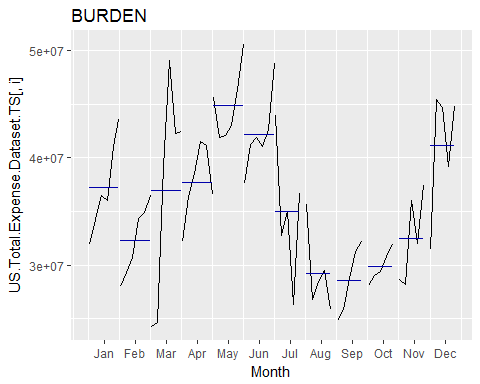 BURDEN
US.Total.Expense.Dataset.TS[, i]
5e+07
4e+07
3e+07
Jan Feb Mar Apr May Jun Jul Aug Sep Oct Nov Dec
Month